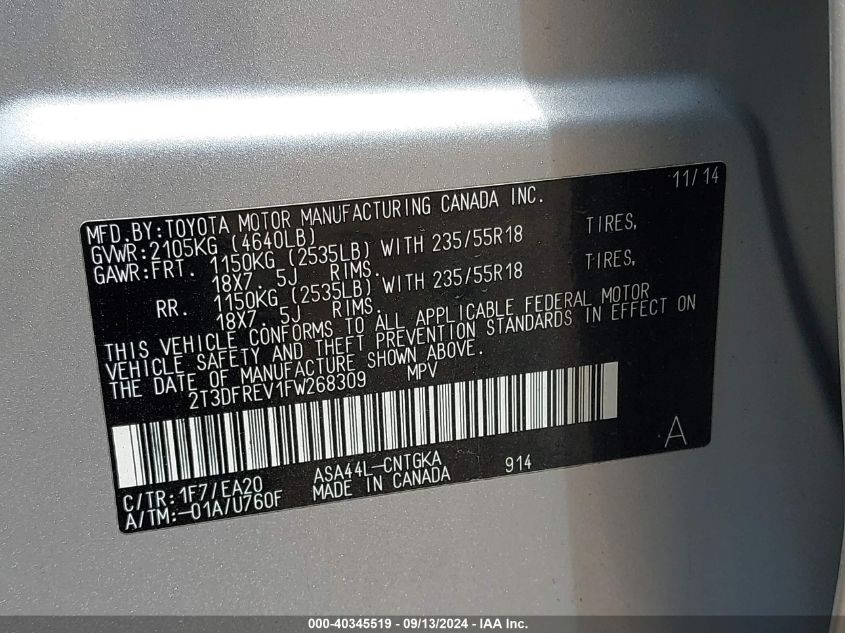 11/14
MFD.BY:TOYOTA MOTOR MANUFACTURING CANADA INC.
GVWR:2105KG (4640LB)
GAWR:FRT. 1150KG (2535LB) WITH 235/55R18 TIRES,
18X7. 5J RIMS.
RR. 1150KG (2535LB) WITH 235/55R18 TIRES,
18X7. 5J RIMS.
THIS VEHICLE CONFORMS TO ALL APPLICABLE FEDERAL MOTOR
VEHICLE SAFETY AND THEFT PREVENTION STANDARDS IN EFFECT ON
THE DATE OF MANUFACTURE SHOWN ABOVE.
2T3DFREV1FW268309 MPV
A
C/TR:1F7/EA20 ASA44L-CNTGKA 914
A/TM:-01A/U760F MADE IN CANADA
000-40345519 - 09/13/2024 - IAA Inc.